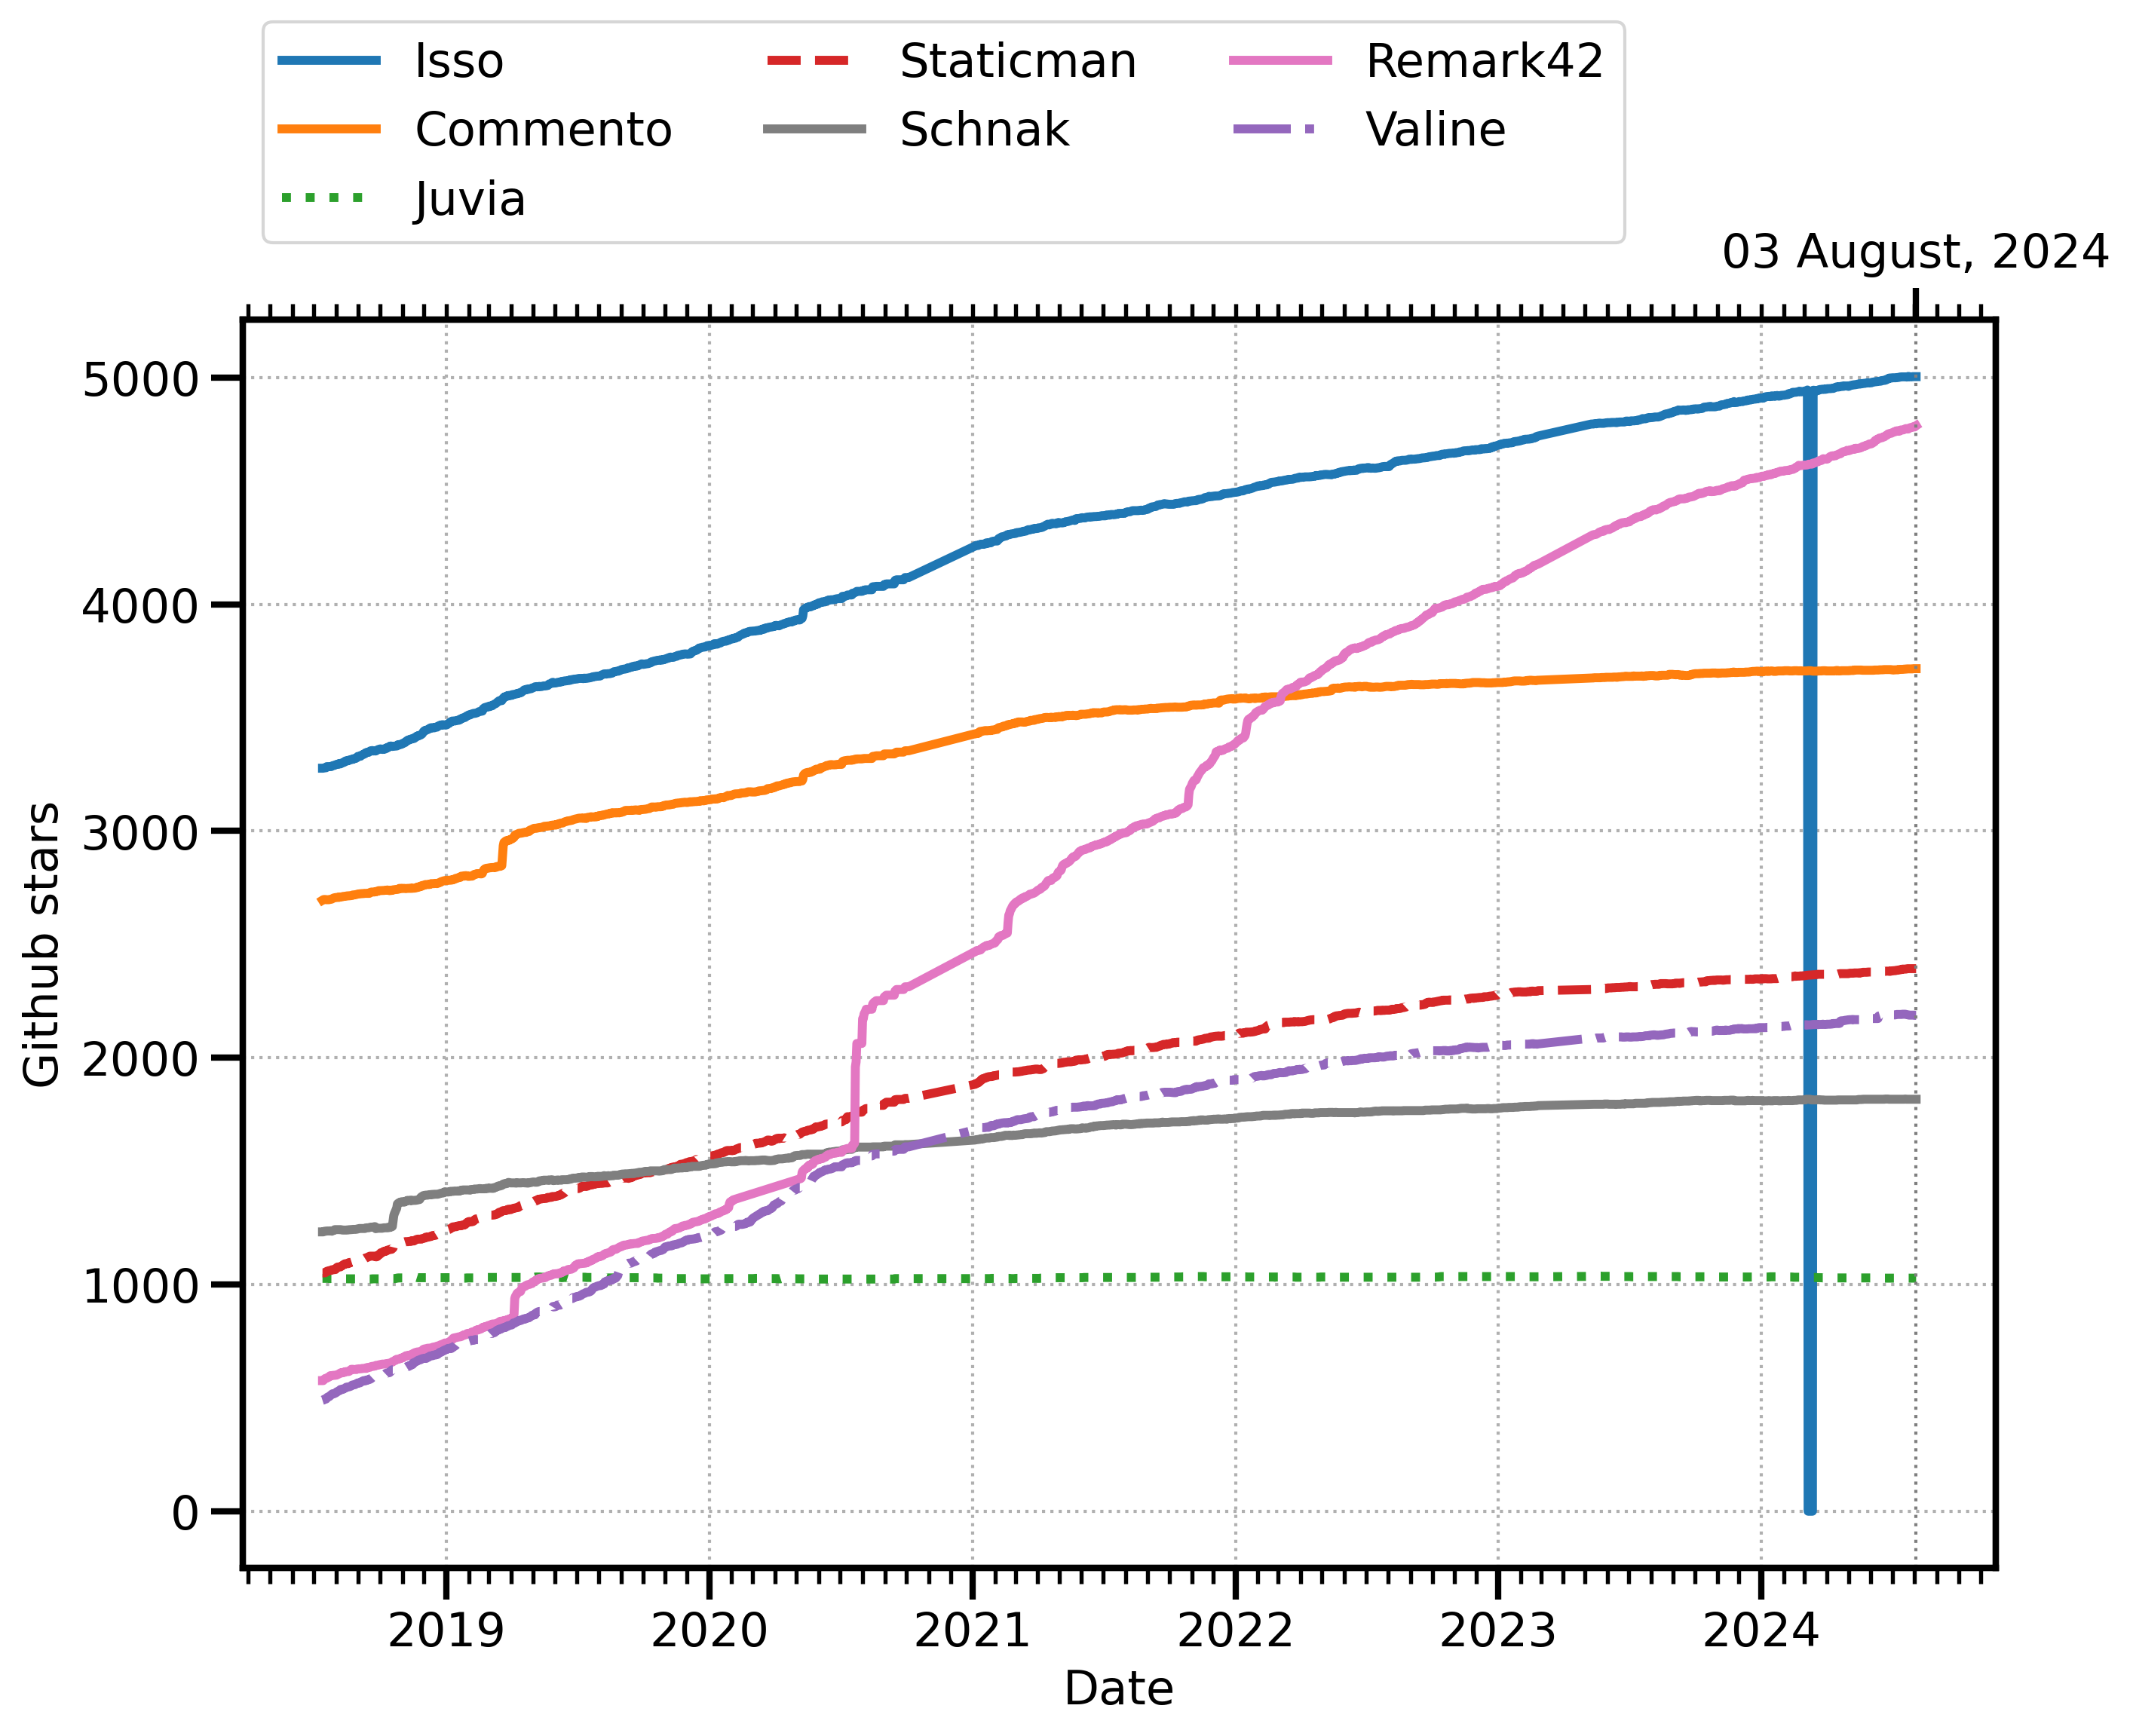 Isso
Commento
Juvia
Staticman
Schnak
Remark42
Valine
03 August, 2024
5000
4000
3000
2000
1000
0
Github stars
2019 2020 2021 2022 2023 2024
Date